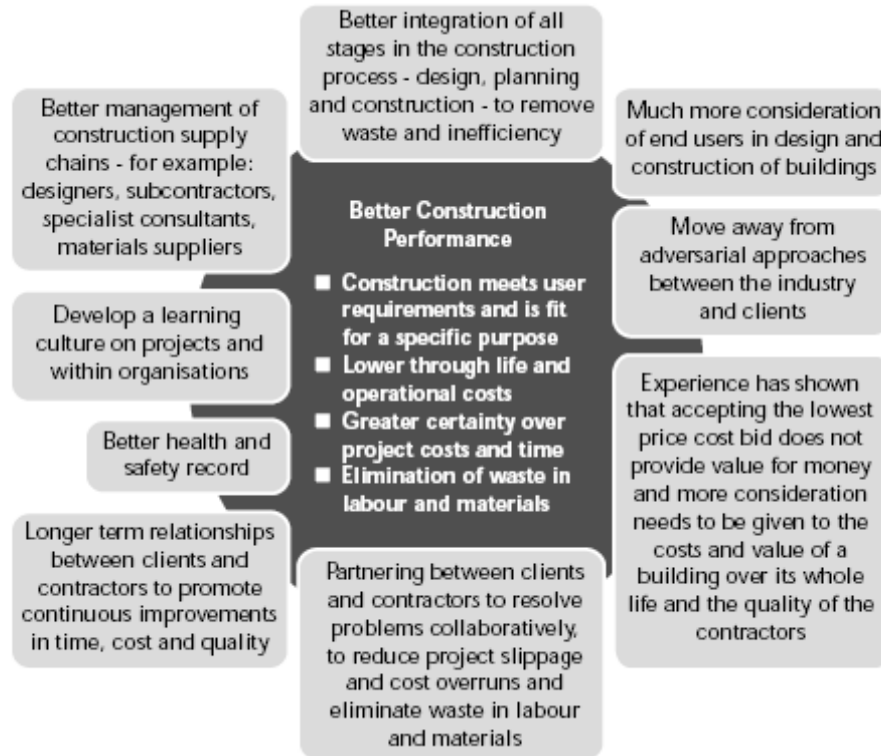 Better integration of all
stages in the construction
process - design, planning
and construction - to remove
waste and inefficiency
Better management of
construction supply
chains - for example:
designers, subcontractors,
specialist consultants,
materials suppliers
Much more consideration
of end users in design and
construction of buildings
Better Construction
Performance
■ Construction meets user
requirements and is fit
for a specific purpose
■ Lower through life and
operational costs
■ Greater certainty over
project costs and time
■ Elimination of waste in
labour and materials
Move away from
adversarial approaches
between the industry
and clients
Develop a learning
culture on projects and
within organisations
Experience has shown
that accepting the lowest
price cost bid does not
provide value for money
and more consideration
needs to be given to the
costs and value of a
building over its whole
life and the quality of the
contractors
Better health and
safety record
Longer term relationships
between clients and
contractors to promote
continuous improvements
in time, cost and quality
Partnering between clients
and contractors to resolve
problems collaboratively,
to reduce project slippage
and cost overruns and
eliminate waste in labour
and materials